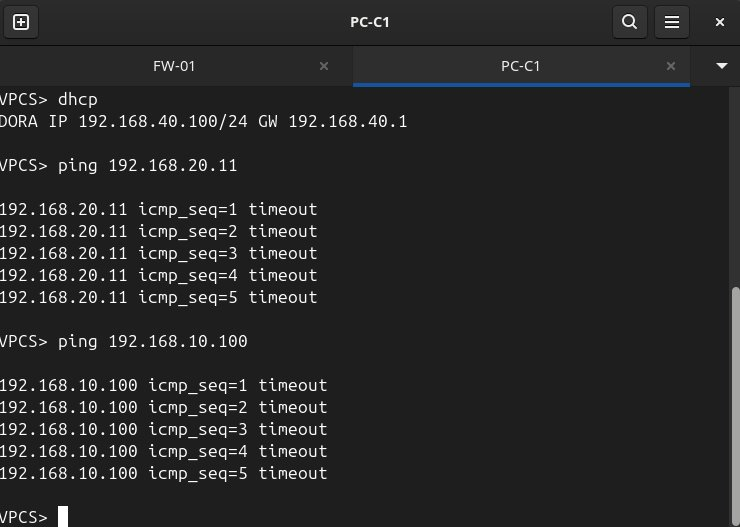 PC-C1
FW-01
PC-C1
VPCS> dhcp
DORA IP 192.168.40.100/24 GW 192.168.40.1
VPCS> ping 192.168.20.11
192.168.20.11 icmp_seq=1 timeout
192.168.20.11 icmp_seq=2 timeout
192.168.20.11 icmp_seq=3 timeout
192.168.20.11 icmp_seq=4 timeout
192.168.20.11 icmp_seq=5 timeout
VPCS> ping 192.168.10.100
192.168.10.100 icmp_seq=1 timeout
192.168.10.100 icmp_seq=2 timeout
192.168.10.100 icmp_seq=3 timeout
192.168.10.100 icmp_seq=4 timeout
192.168.10.100 icmp_seq=5 timeout
VPCS>